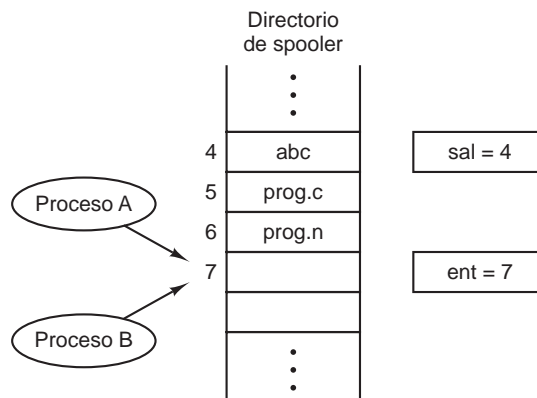 Directorio
de spooler
4 abc sal = 4
5 prog.c
Proceso A
6 prog.n
7 ent = 7
Proceso B